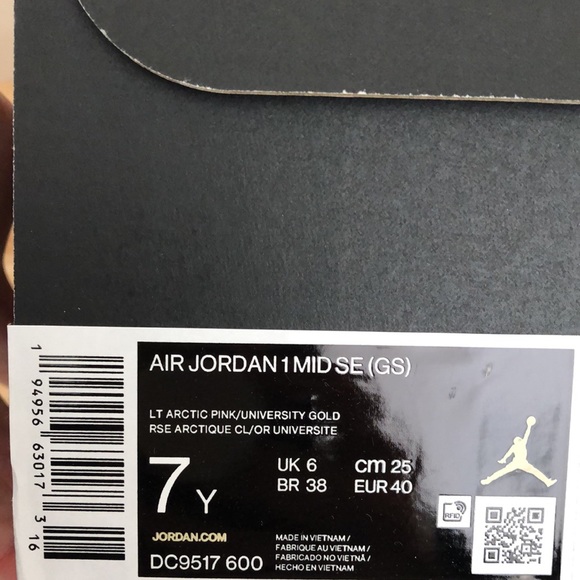 AIR JORDAN 1 MID SE (GS)
LT ARCTIC PINK/UNIVERSITY GOLD
RSE ARCTIQUE CL/OR UNIVERSITE
7 Y
UK 6 cm 25
BR 38 EUR 40
RFID
JORDAN.COM
DC9517 600
MADE IN VIETNAM/
FABRIQUE AU VIETNAM/
FABRICADO NO VIETNÃ/
HECHO EN VIETNAM
1 94956 63017 3 16